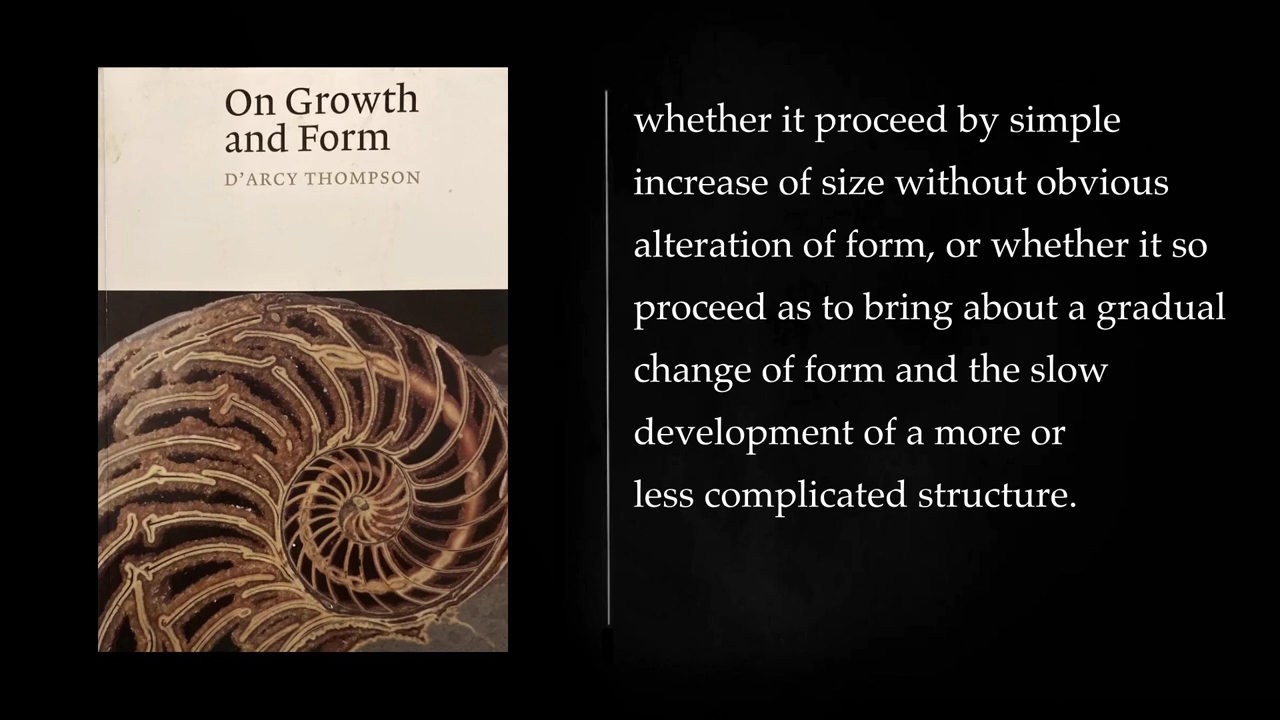 On Growth
and Form
D'ARCY THOMPSON
whether it proceed by simple
increase of size without obvious
alteration of form, or whether it so
proceed as to bring about a gradual
change of form and the slow
development of a more or
less complicated structure.